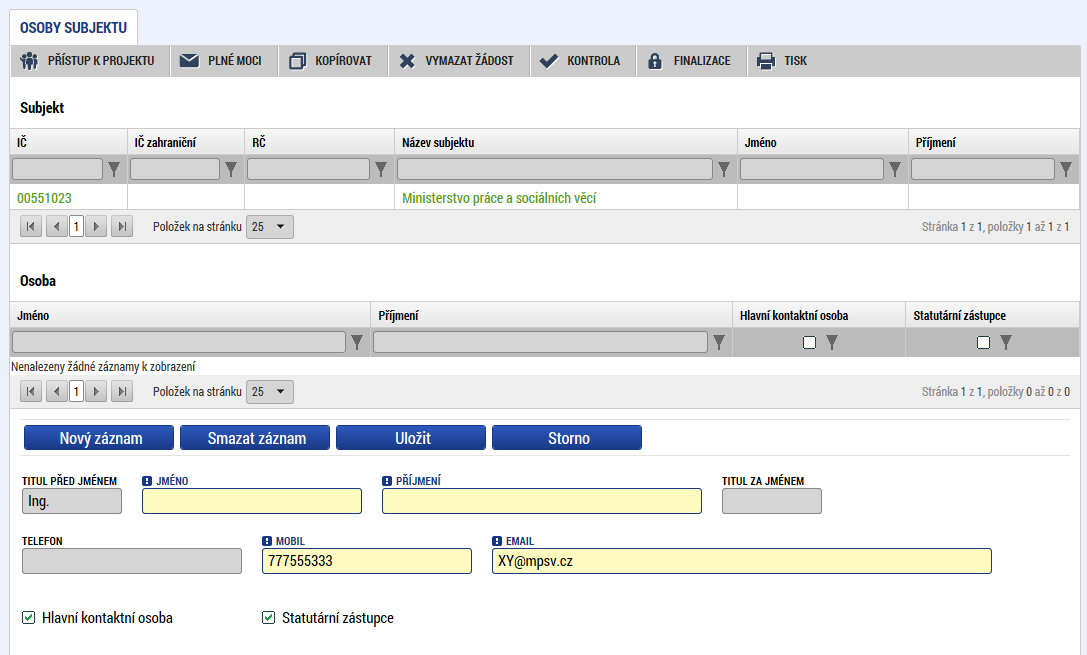 OSOBY SUBJEKTU
PŘÍSTUP K PROJEKTU PLNÉ MOCI KOPÍROVAT VYMAZAT ŽÁDOST KONTROLA FINALIZACE TISK
Subjekt
IČ IČ zahraniční RČ Název subjektu Jméno Příjmení
00551023 Ministerstvo práce a sociálních věcí
1 Položek na stránku 25 Stránka 1 z 1, položky 1 až 1 z 1
Osoba
Jméno Příjmení Hlavní kontaktní osoba Statutární zástupce
Nenalezeny žádné záznamy k zobrazení
1 Položek na stránku 25 Stránka 1 z 1, položky 0 až 0 z 0
Nový záznam Smazat záznam Uložit Storno
TITUL PŘED JMÉNEM JMÉNO PŘÍJMENÍ TITUL ZA JMÉNEM
Ing.
TELEFON MOBIL EMAIL
777555333 XY@mpsv.cz
Hlavní kontaktní osoba Statutární zástupce